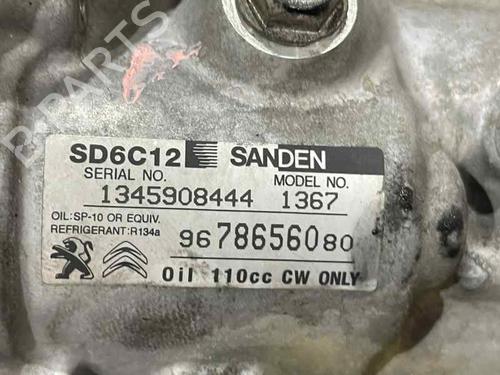 B-PARTS
SD6C12 SANDEN
SERIAL NO. MODEL NO.
1345908444 1367
OIL:SP-10 OR EQUIV.
REFRIGERANT:R134a
9678656080
Oil 110cc CW ONLY